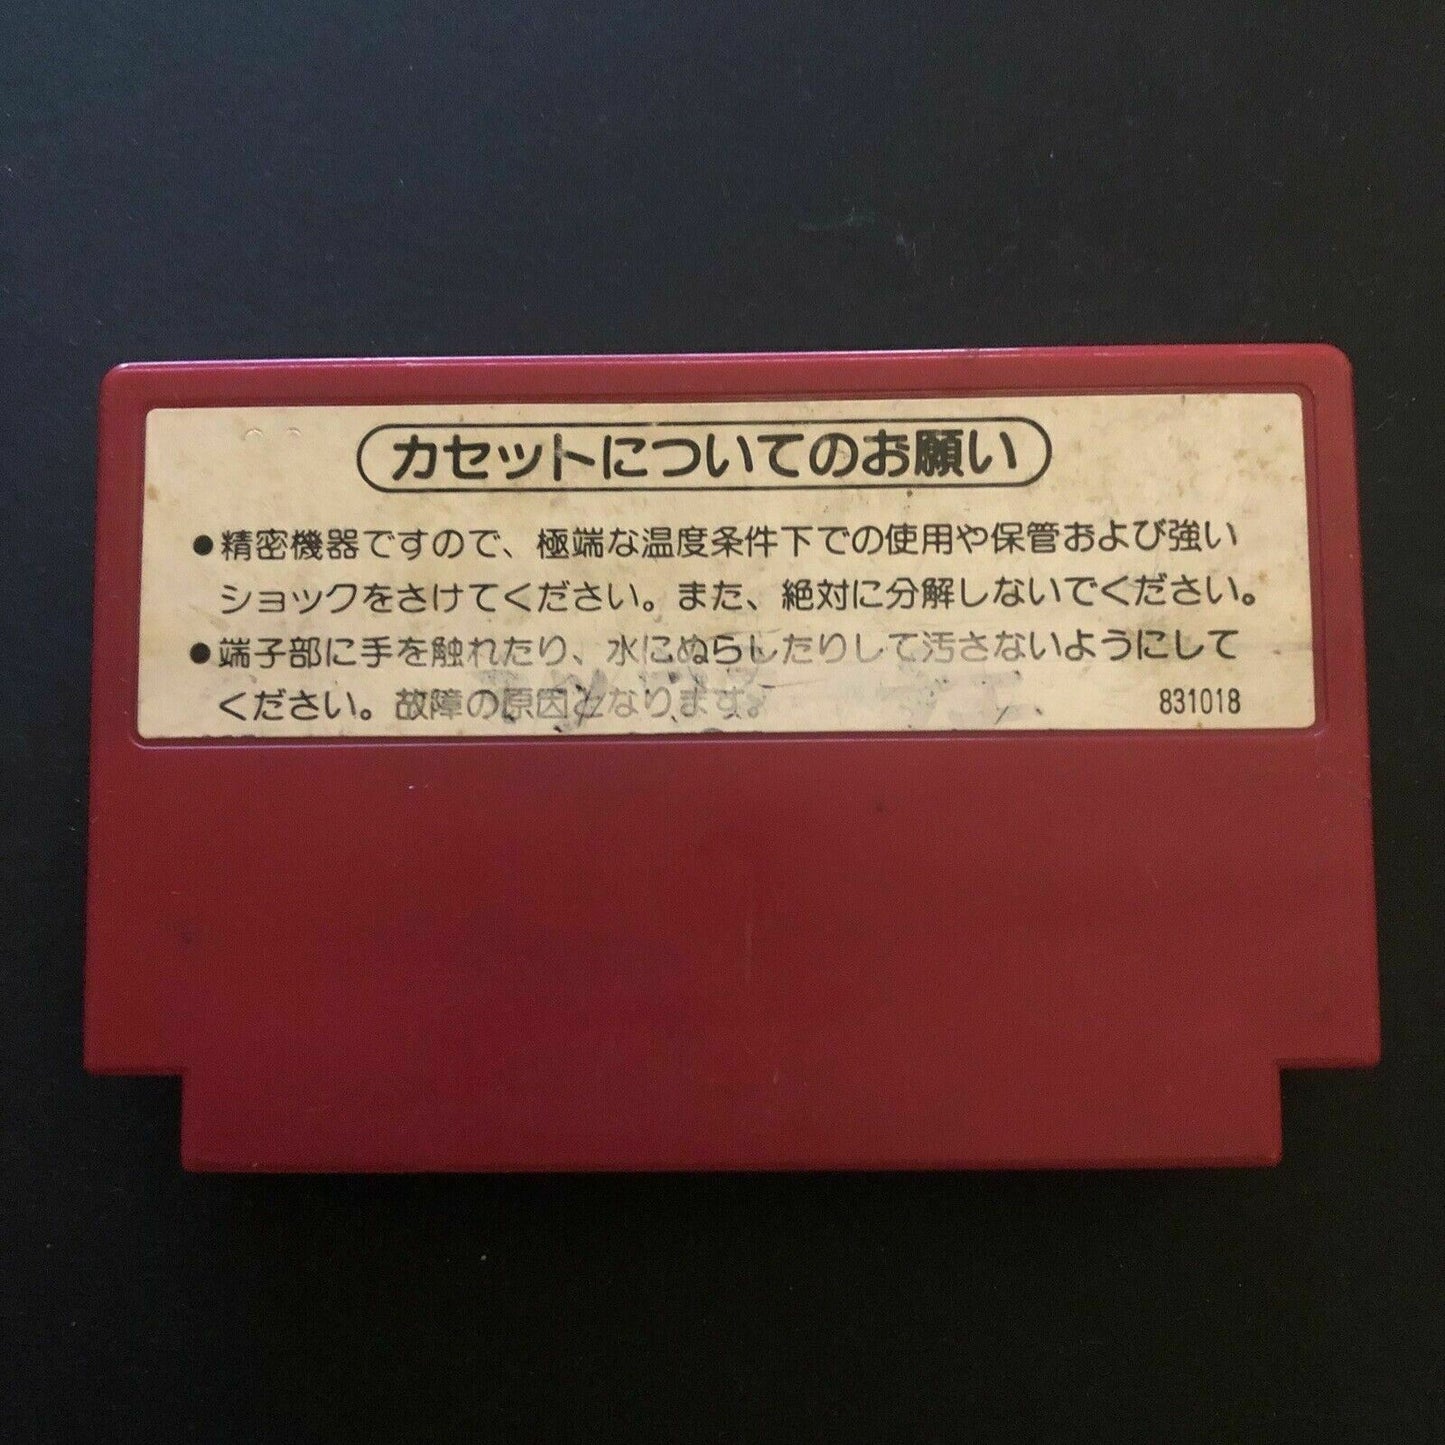 カセットについてのお願い
●精密機器ですので、極端な温度条件下での使用や保管および強い
ショックをさけてください。また、絶対に分解しないでください。
●端子部に手を触れたり、水にぬらしたりして汚さないようにして
ください。故障の原因となります。
831018